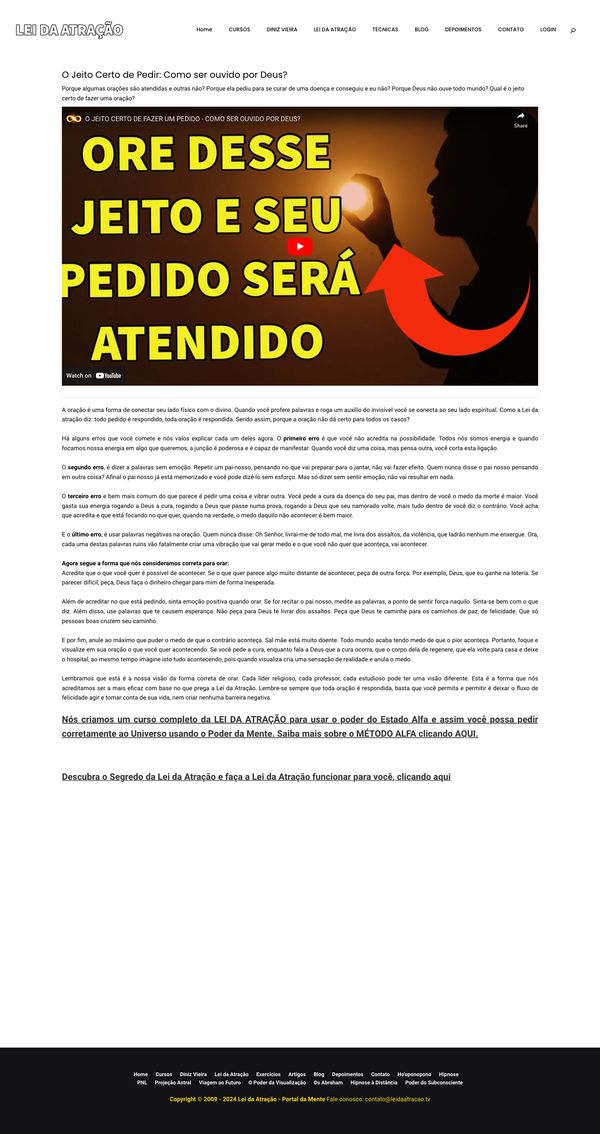 LEI DA ATRAÇÃO
Home CURSOS DINIZ VIEIRA LEI DA ATRAÇÃO TECNICAS BLOG DEPOIMENTOS CONTATO LOGIN
O Jeito Certo de Pedir: Como ser ouvido por Deus?
Porque algumas orações são atendidas e outras não? Porque ela pediu para se curar de uma doença e conseguiu e eu não? Porque Deus não ouve todo mundo? Qual é o jeito
certo de fazer uma oração?
O JEITO CERTO DE FAZER UM PEDIDO - COMO SER OUVIDO POR DEUS?
Share
ORE DESSE
JEITO E SEU
PEDIDO SERÁ
ATENDIDO
Watch on YouTube
A oração é uma forma de conectar seu lado físico com o divino. Quando você profere palavras e roga um auxílio do invisível você se conecta ao seu lado espiritual. Como a Lei da
atração diz: todo pedido é respondido, toda oração é respondida. Sendo assim, porque a oração não dá certo para todos os casos?
Há alguns erros que você comete e nós valos explicar cada um deles agora. O primeiro erro é que você não acredita na possibilidade. Todos nós somos energia e quando
focamos nossa energia em algo que queremos, a junção é poderosa e é capaz de manifestar. Quando você diz uma coisa, mas pensa outra, você corta esta ligação.
O segundo erro, é dizer a palavras sem emoção. Repetir um pai-nosso, pensando no que vai preparar para o jantar, não vai fazer efeito. Quem nunca disse o pai nosso pensando
em outra coisa? Afinal o pai nosso já está memorizado e você pode dizê-lo sem esforço. Mas só dizer sem sentir emoção, não vai resultar em nada.
O terceiro erro e bem mais comum do que parece é pedir uma coisa e vibrar outra. Você pede a cura da doença do seu pai, mas dentro de você o medo da morte é maior. Você
gasta sua energia rogando a Deus a cura, rogando a Deus que passe numa prova, rogando a Deus que seu namorado volte, mais tudo dentro de você diz o contrário. Você acha
que acredita e que está focando no que quer, quando na verdade, o medo daquilo não acontecer é bem maior.
E o último erro, é usar palavras negativas na oração. Quem nunca disse: Oh Senhor, livrai-me de todo mal, me livra dos assaltos, da violência, que ladrão nenhum me enxergue. Ora,
cada uma destas palavras ruins vão fatalmente criar uma vibração que vai gerar medo e o que você não quer que aconteça, vai acontecer.
Agora segue a forma que nós consideramos correta para orar:
Acredite que o que você quer é possível de acontecer. Se o que quer parece algo muito distante de acontecer, peça de outra força. Por exemplo, Deus, que eu ganhe na loteria. Se
parecer difícil, peça, Deus faça o dinheiro chegar para mim de forma inesperada.
Além de acreditar no que está pedindo, sinta emoção positiva quando orar. Se for recitar o pai nosso, medite as palavras, a ponto de sentir força naquilo. Sinta-se bem com o que
diz. Além disso, use palavras que te causem esperança. Não peça para Deus te livrar dos assaltos. Peça que Deus te caminhe para os caminhos de paz, de felicidade. Que só
pessoas boas cruzem seu caminho.
E por fim, anule ao máximo que puder o medo de que o contrário aconteça. Sal mãe está muito doente. Todo mundo acaba tendo medo de que o pior aconteça. Portanto, foque e
visualize em sua oração o que você quer acontecendo. Se você pede a cura, enquanto fala a Deus que a cura ocorra, que o corpo dela de regenere, que ela volte para casa e deixe
o hospital, ao mesmo tempo imagine isto tudo acontecendo, pois quando visualiza cria uma sensação de realidade e anula o medo.
Lembramos que está é a nossa visão da forma correta de orar. Cada líder religioso, cada professor, cada estudioso pode ter uma visão diferente. Esta é a forma que nós
acreditamos ser a mais eficaz com base no que prega a Lei da Atração. Lembre-se sempre que toda oração é respondida, basta que você permita e permitir é deixar o fluxo de
felicidade agir e tomar conta de sua vida, nem criar nenhuma barreira negativa.
Nós criamos um curso completo da LEI DA ATRAÇÃO para usar o poder do Estado Alfa e assim você possa pedir
corretamente ao Universo usando o Poder da Mente. Saiba mais sobre o MÉTODO ALFA clicando AQUI.
Descubra o Segredo da Lei da Atração e faça a Lei da Atração funcionar para você, clicando aqui
Home Cursos Diniz Vieira Lei da Atração Exercícios Artigos Blog Depoimentos Contato Ho'oponopono Hipnose
PNL Projeção Astral Viagem ao Futuro O Poder da Visualização Os Abraham Hipnose à Distância Poder do Subconsciente
Copyright © 2009 - 2024 Lei da Atração - Portal da Mente Fale conosco: contato@leidaatracao.tv